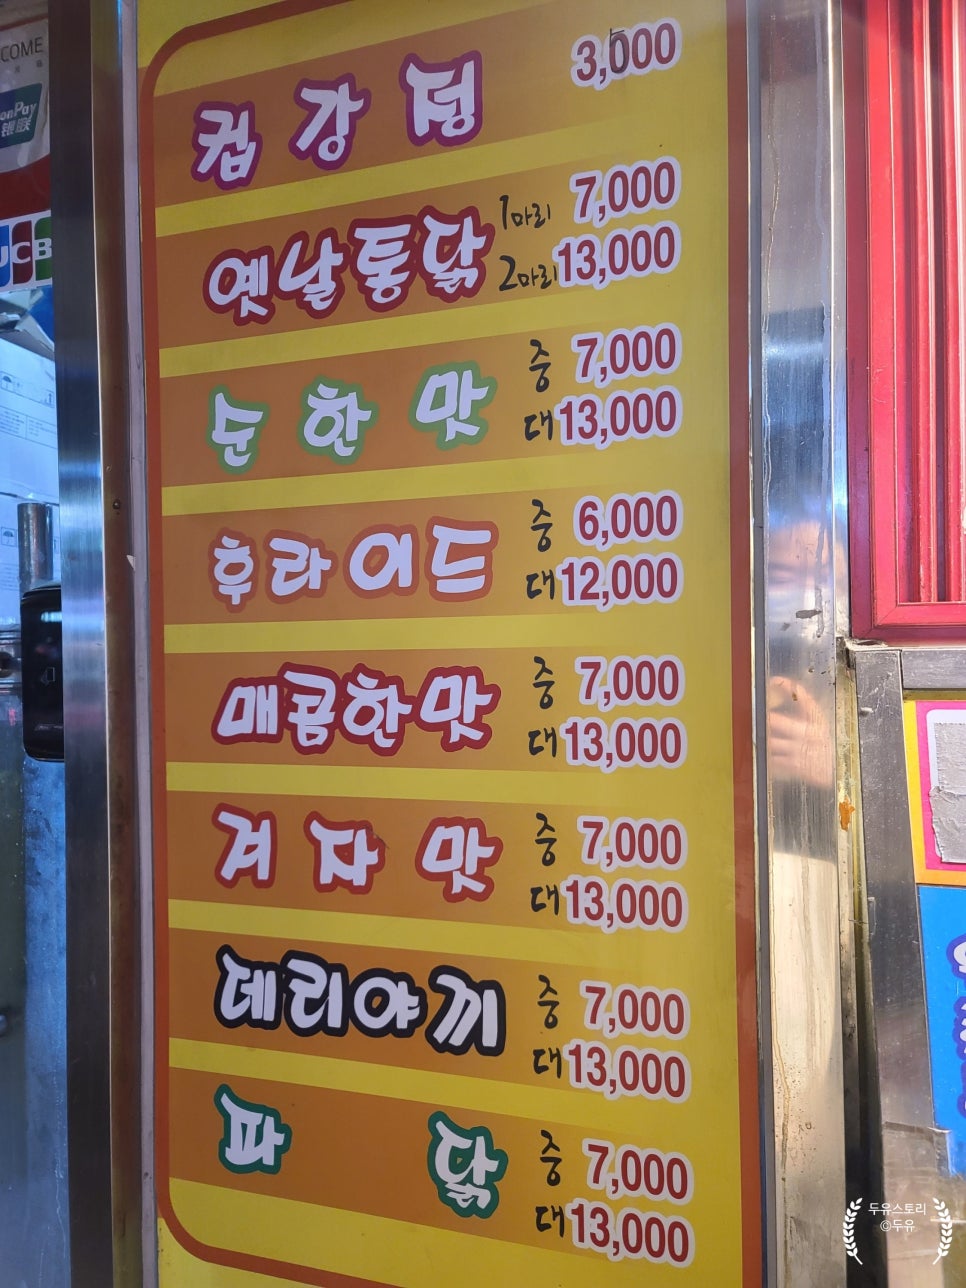 COME
onPay
银联
JCB
컵강정 3,500
옛날통닭 1마리 7,000
2마리 13,000
순한맛 중 7,000
대 13,000
후라이드 중 6,000
대 12,000
매콤한맛 중 7,000
대 13,000
겨자맛 중 7,000
대 13,000
데리야끼 중 7,000
대 13,000
파닭 중 7,000
대 13,000
두유스토리
©두유